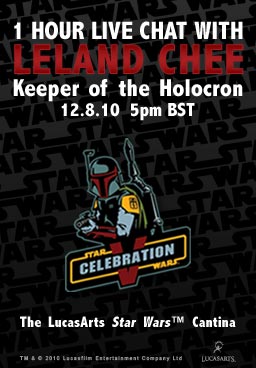 1 HOUR LIVE CHAT WITH
LELAND CHEE
Keeper of the Holocron
12.8.10 5pm BST
STAR WARS
CELEBRATION
V
The LucasArts Star Wars™ Cantina
TM & © 2010 Lucasfilm Entertainment Company Ltd
LUCASARTS